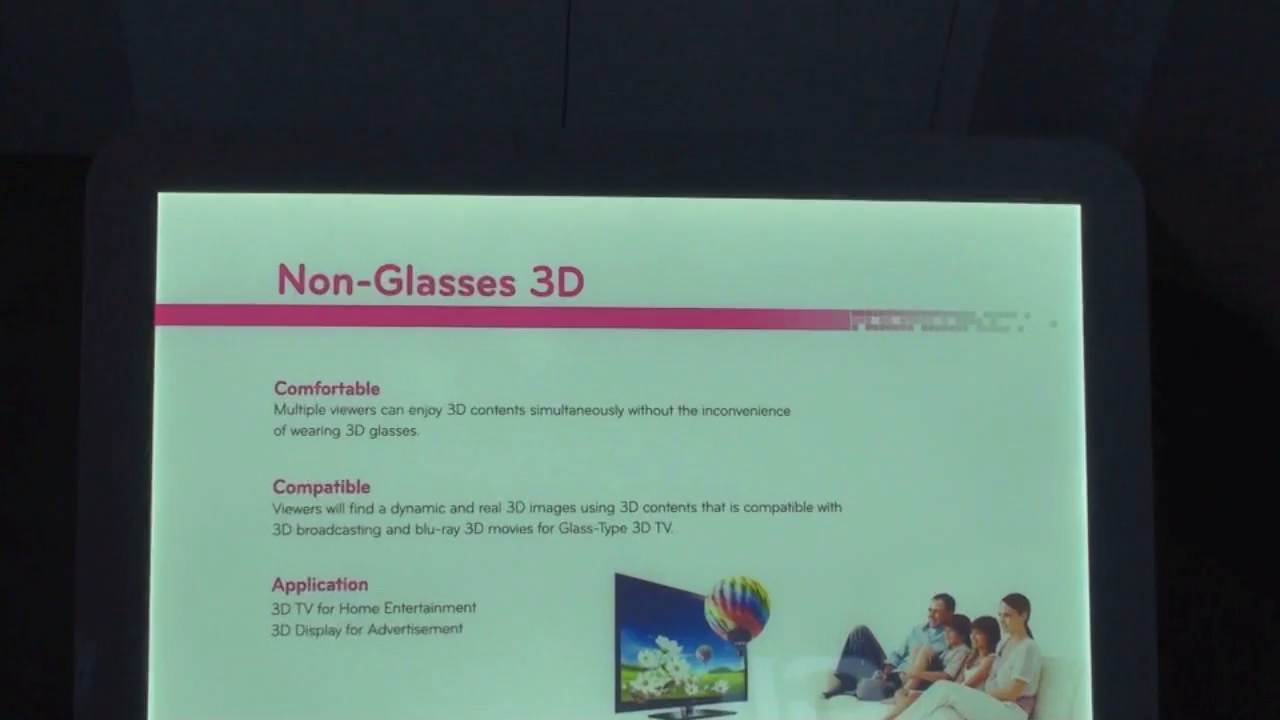 Non-Glasses 3D
Comfortable
Multiple viewers can enjoy 3D contents simultaneously without the inconvenience
of wearing 3D glasses.
Compatible
Viewers will find a dynamic and real 3D images using 3D contents that is compatible with
3D broadcasting and blu-ray 3D movies for Glass-Type 3D TV.
Application
3D TV for Home Entertainment
3D Display for Advertisement